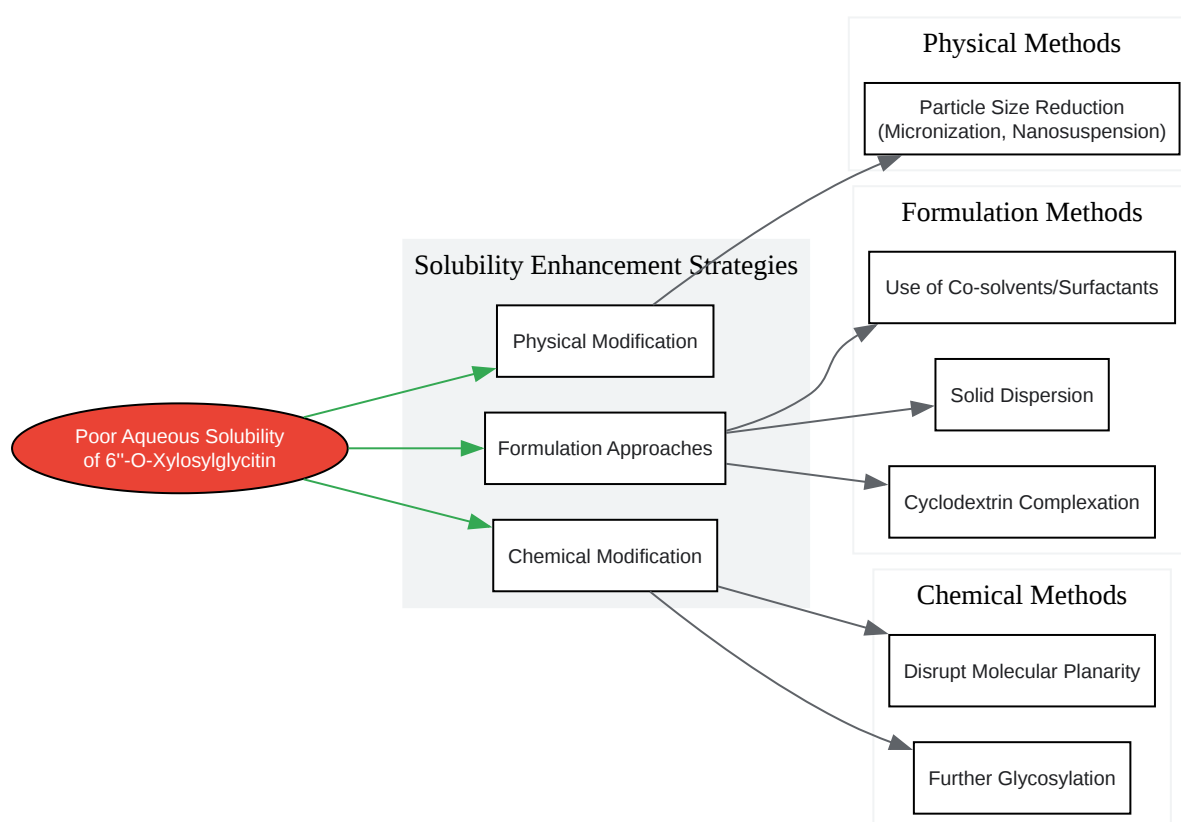 Poor Aqueous Solubility
of 6''-O-Xylosylglycitin
Solubility Enhancement Strategies
Physical Modification
Formulation Approaches
Chemical Modification
Physical Methods
Particle Size Reduction
(Micronization, Nanosuspension)
Formulation Methods
Use of Co-solvents/Surfactants
Solid Dispersion
Cyclodextrin Complexation
Chemical Methods
Disrupt Molecular Planarity
Further Glycosylation